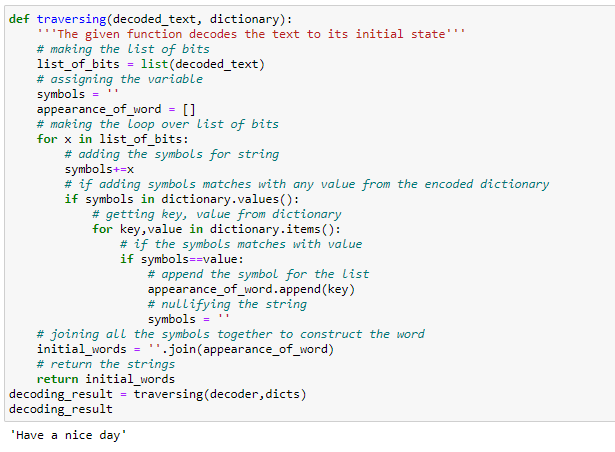 def traversing(decoded_text, dictionary):
    '''The given function decodes the text to its initial state'''
    # making the list of bits
    list_of_bits = list(decoded_text)
    # assigning the variable
    symbols = ''
    appearance_of_word = []
    # making the loop over list of bits
    for x in list_of_bits:
        # adding the symbols for string
        symbols+=x
        # if adding symbols matches with any value from the encoded dictionary
        if symbols in dictionary.values():
            # getting key, value from dictionary
            for key,value in dictionary.items():
                # if the symbols matches with value
                if symbols==value:
                    # append the symbol for the list
                    appearance_of_word.append(key)
                    # nullifying the string
                    symbols = ''
    # joining all the symbols together to construct the word
    initial_words = ''.join(appearance_of_word)
    # return the strings
    return initial_words
decoding_result = traversing(decoder,dicts)
decoding_result
'Have a nice day'